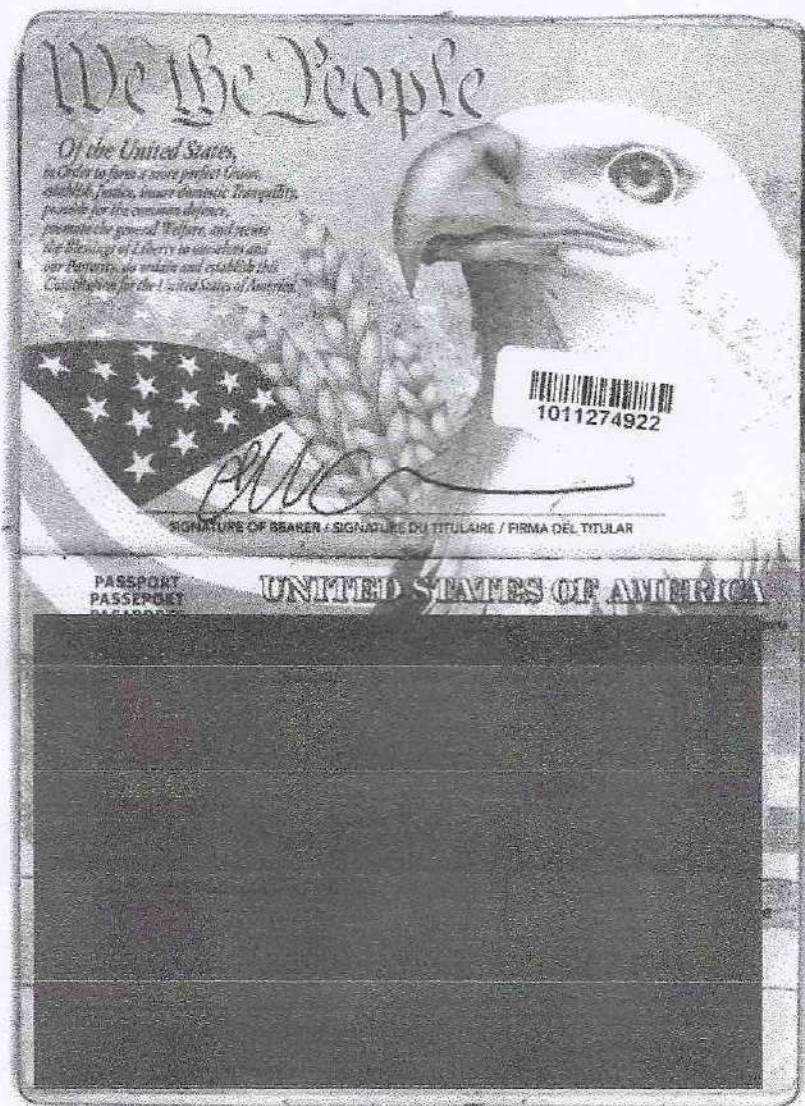 We the People
Of the United States,
in Order to form a more perfect Union,
establish Justice, insure domestic Tranquility,
provide for the common defence,
promote the general Welfare, and secure
the Blessings of Liberty to ourselves and
our Posterity, do ordain and establish this
Constitution for the United States of America.
1011274922
SIGNATURE OF BEARER / SIGNATURE DU TITULAIRE / FIRMA DEL TITULAR
PASSPORT
PASSEPORT
PASAPORTE
UNITED STATES OF AMERICA